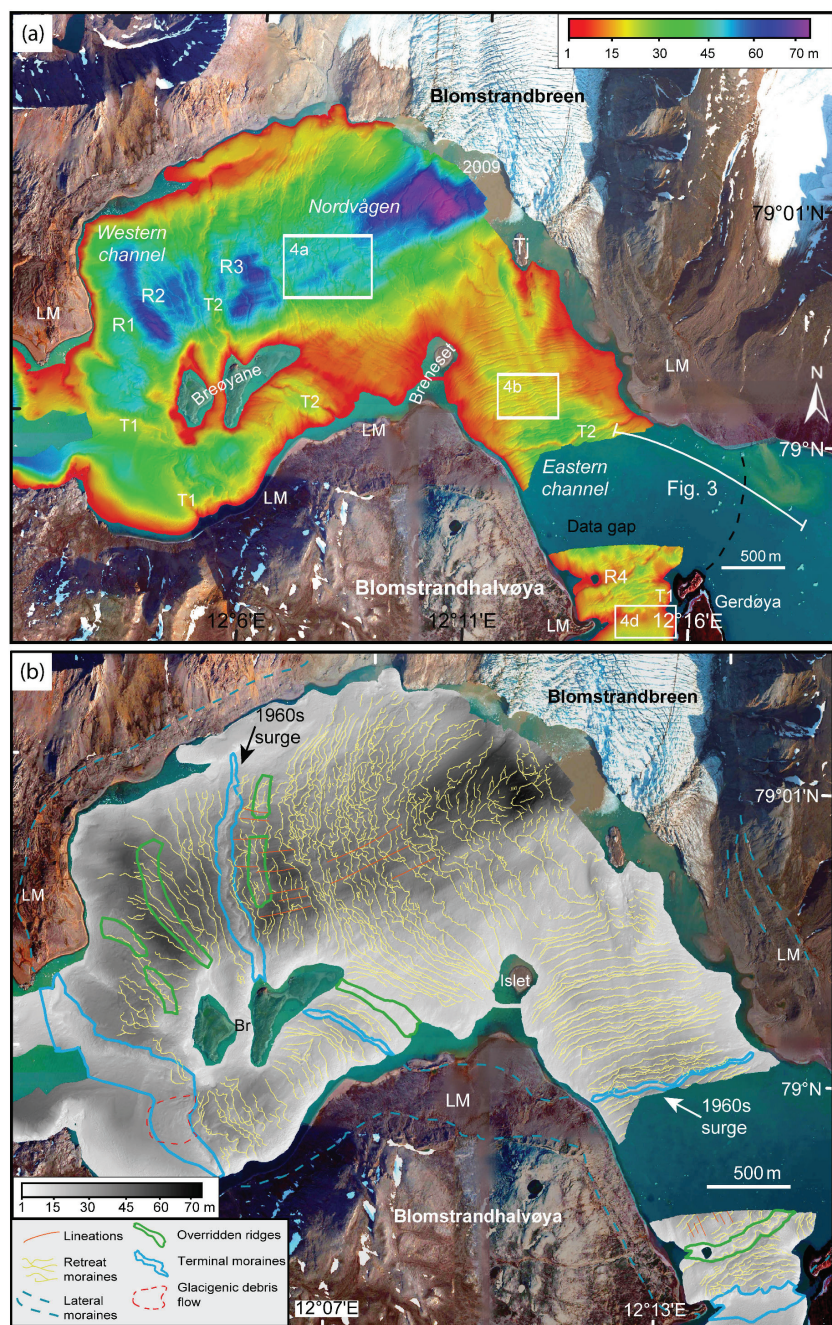 (a)
1 15 30 45 60 70 m
Blomstrandbreen
2009
79°01'N
Nordvågen
Western
channel
4a
Tj
R3
R2
T2
LM
R1
LM
N
Breøyane
Breneset
4b
T2
T2
T1
LM
79°N
Eastern
channel
Fig. 3
T1
LM
Data gap
500 m
R4
Blomstrandhalvøya
T1
Gerdøya
12°6'E
12°11'E
LM
4d
12°16'E
(b)
1960s
surge
Blomstrandbreen
79°01'N
LM
LM
Islet
Br
79°N
LM
1960s
surge
500 m
1 15 30 45 60 70 m
Blomstrandhalvøya
Lineations
Overridden ridges
Retreat
moraines
Terminal moraines
Lateral
moraines
Glacigenic debris
flow
12°07'E
12°13'E